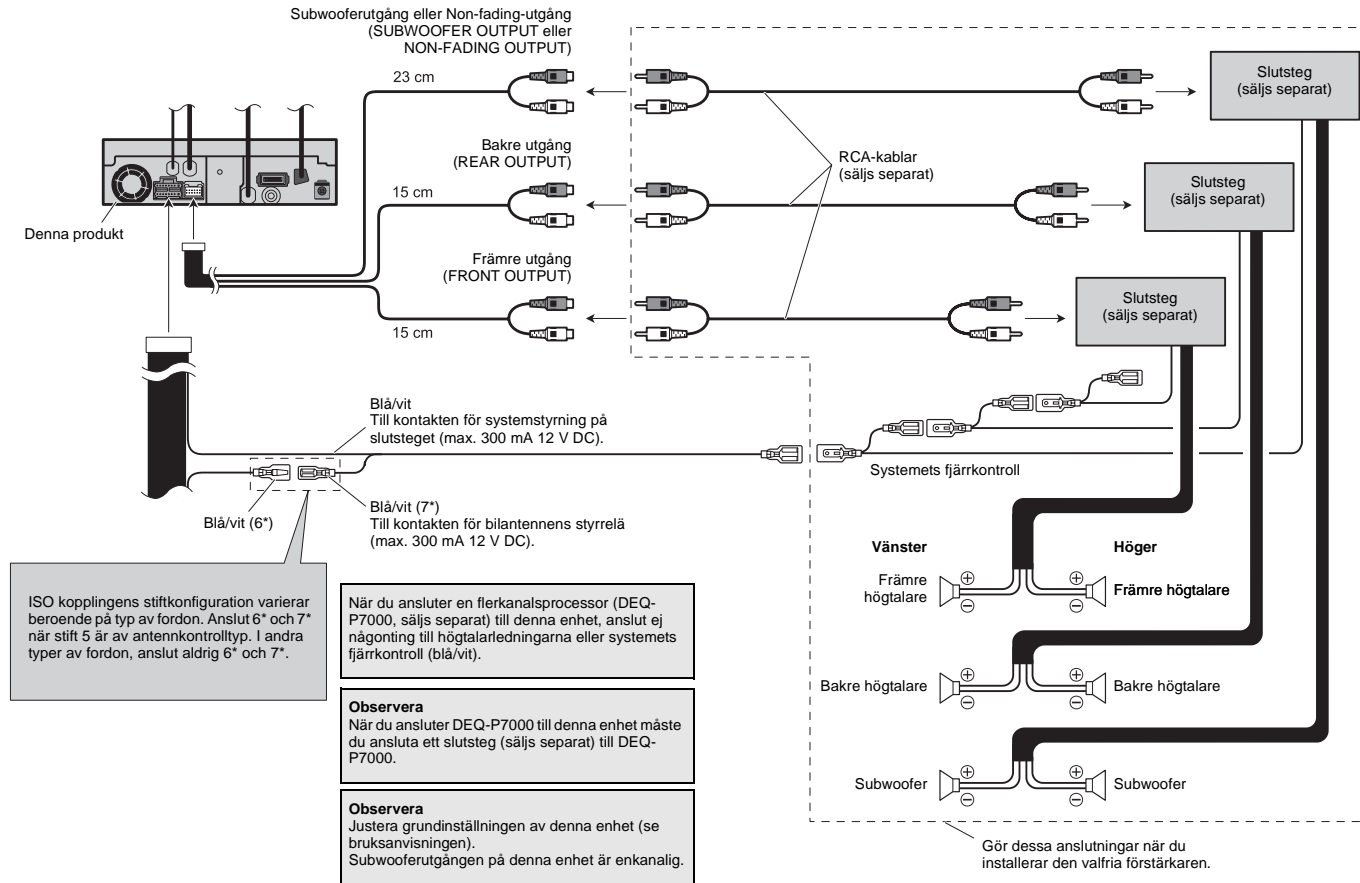 Subwooferutgång eller Non-fading-utgång
(SUBWOOFER OUTPUT eller
NON-FADING OUTPUT)
23 cm
Slutsteg
(säljs separat)
Bakre utgång
(REAR OUTPUT)
RCA-kablar
(säljs separat)
15 cm
Slutsteg
(säljs separat)
Denna produkt
Främre utgång
(FRONT OUTPUT)
Slutsteg
(säljs separat)
15 cm
Blå/vit
Till kontakten för systemstyrning på
slutsteget (max. 300 mA 12 V DC).
Systemets fjärrkontroll
Blå/vit (6*)
Blå/vit (7*)
Till kontakten för bilantennens styrrelä
(max. 300 mA 12 V DC).
ISO kopplingens stiftkonfiguration varierar
beroende på typ av fordon. Anslut 6* och 7*
när stift 5 är av antennkontrolltyp. I andra
typer av fordon, anslut aldrig 6* och 7*.
När du ansluter en flerkanalsprocessor (DEQ-
P7000, säljs separat) till denna enhet, anslut ej
någonting till högtalarledningarna eller systemets
fjärrkontroll (blå/vit).
Observera
När du ansluter DEQ-P7000 till denna enhet måste
du ansluta ett slutsteg (säljs separat) till DEQ-
P7000.
Observera
Justera grundinställningen av denna enhet (se
bruksanvisningen).
Subwooferutgången på denna enhet är enkanalig.
Vänster
Höger
Främre
högtalare
+
−
+
−
Främre högtalare
Bakre högtalare
+
−
+
−
Bakre högtalare
Subwoofer
+
−
+
−
Subwoofer
Gör dessa anslutningar när du
installerar den valfria förstärkaren.